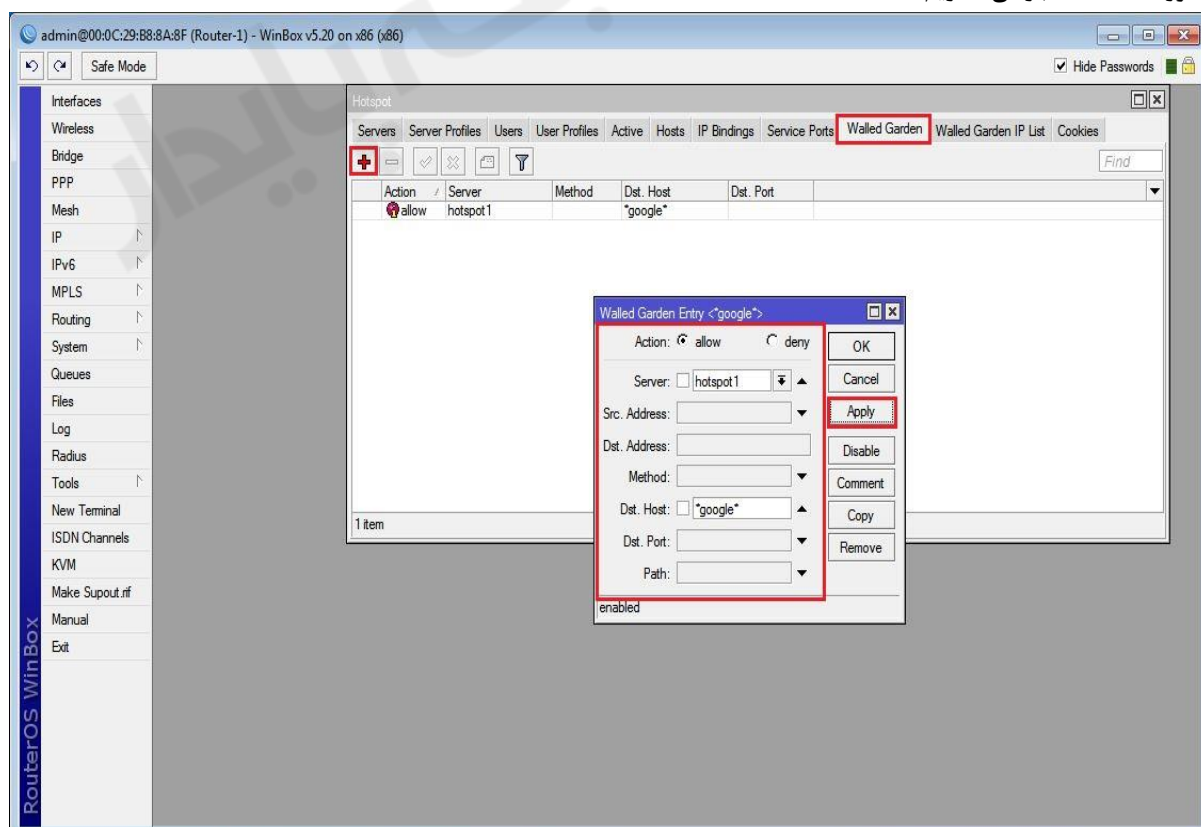 admin@00:0C:29:B8:8A:8F (Router-1) - WinBox v5.20 on x86 (x86)
Safe Mode
Hide Passwords
Interfaces
Wireless
Bridge
PPP
Mesh
IP
IPv6
MPLS
Routing
System
Queues
Files
Log
Radius
Tools
New Terminal
ISDN Channels
KVM
Make Supout.rif
Manual
Exit
RouterOS WinBox
Hotspot
Servers Server Profiles Users User Profiles Active Hosts IP Bindings Service Ports Walled Garden Walled Garden IP List Cookies
Find
Action Server Method Dst. Host Dst. Port
allow hotspot1 *google*
1 item
Walled Garden Entry <*google*>
Action: allow deny
Server: hotspot1
Src. Address:
Dst. Address:
Method:
Dst. Host: *google*
Dst. Port:
Path:
enabled
OK
Cancel
Apply
Disable
Comment
Copy
Remove